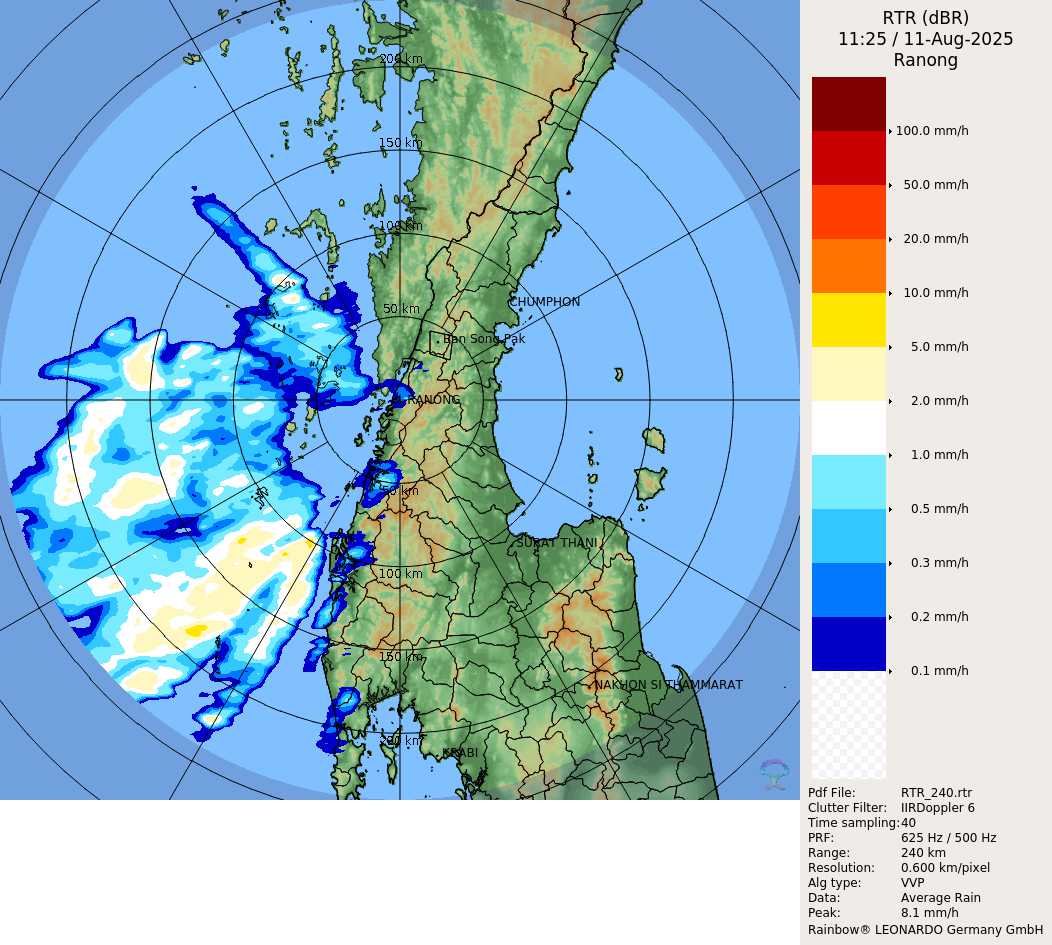 RTR (dBR)
11:25 / 11-Aug-2025
Ranong
100.0 mm/h
50.0 mm/h
20.0 mm/h
10.0 mm/h
5.0 mm/h
2.0 mm/h
1.0 mm/h
0.5 mm/h
0.3 mm/h
0.2 mm/h
0.1 mm/h
200 km
150 km
100 km
50 km
CHUMPHON
Ban Song Pak
RANONG
50 km
SURAT THANI
100 km
150 km
NAKHON SI THAMMARAT
200 km
KRABI
Pdf File: RTR_240.rtr
Clutter Filter: IIRDoppler 6
Time sampling: 40
PRF: 625 Hz / 500 Hz
Range: 240 km
Resolution: 0.600 km/pixel
Alg type: VVP
Data: Average Rain
Peak: 8.1 mm/h
Rainbow® LEONARDO Germany GmbH